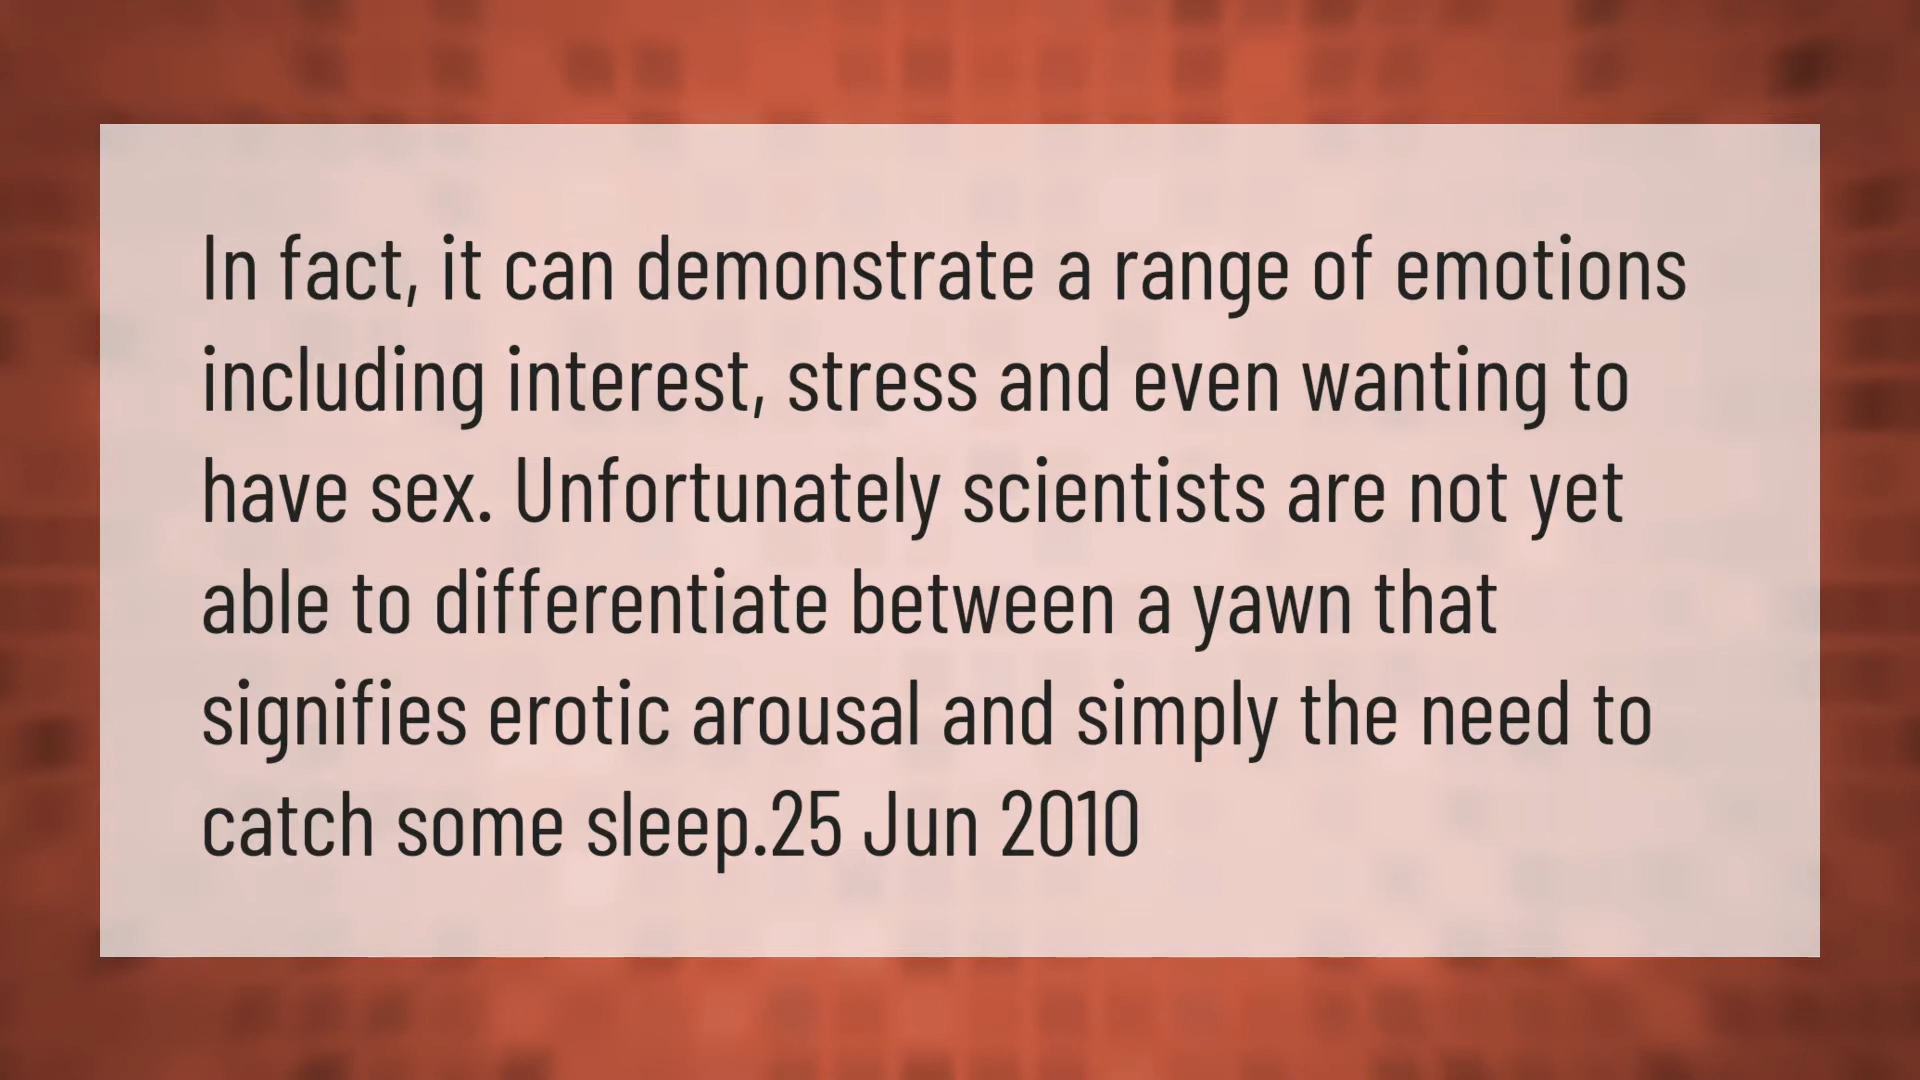 In fact, it can demonstrate a range of emotions
including interest, stress and even wanting to
have sex. Unfortunately scientists are not yet
able to differentiate between a yawn that
signifies erotic arousal and simply the need to
catch some sleep.25 Jun 2010